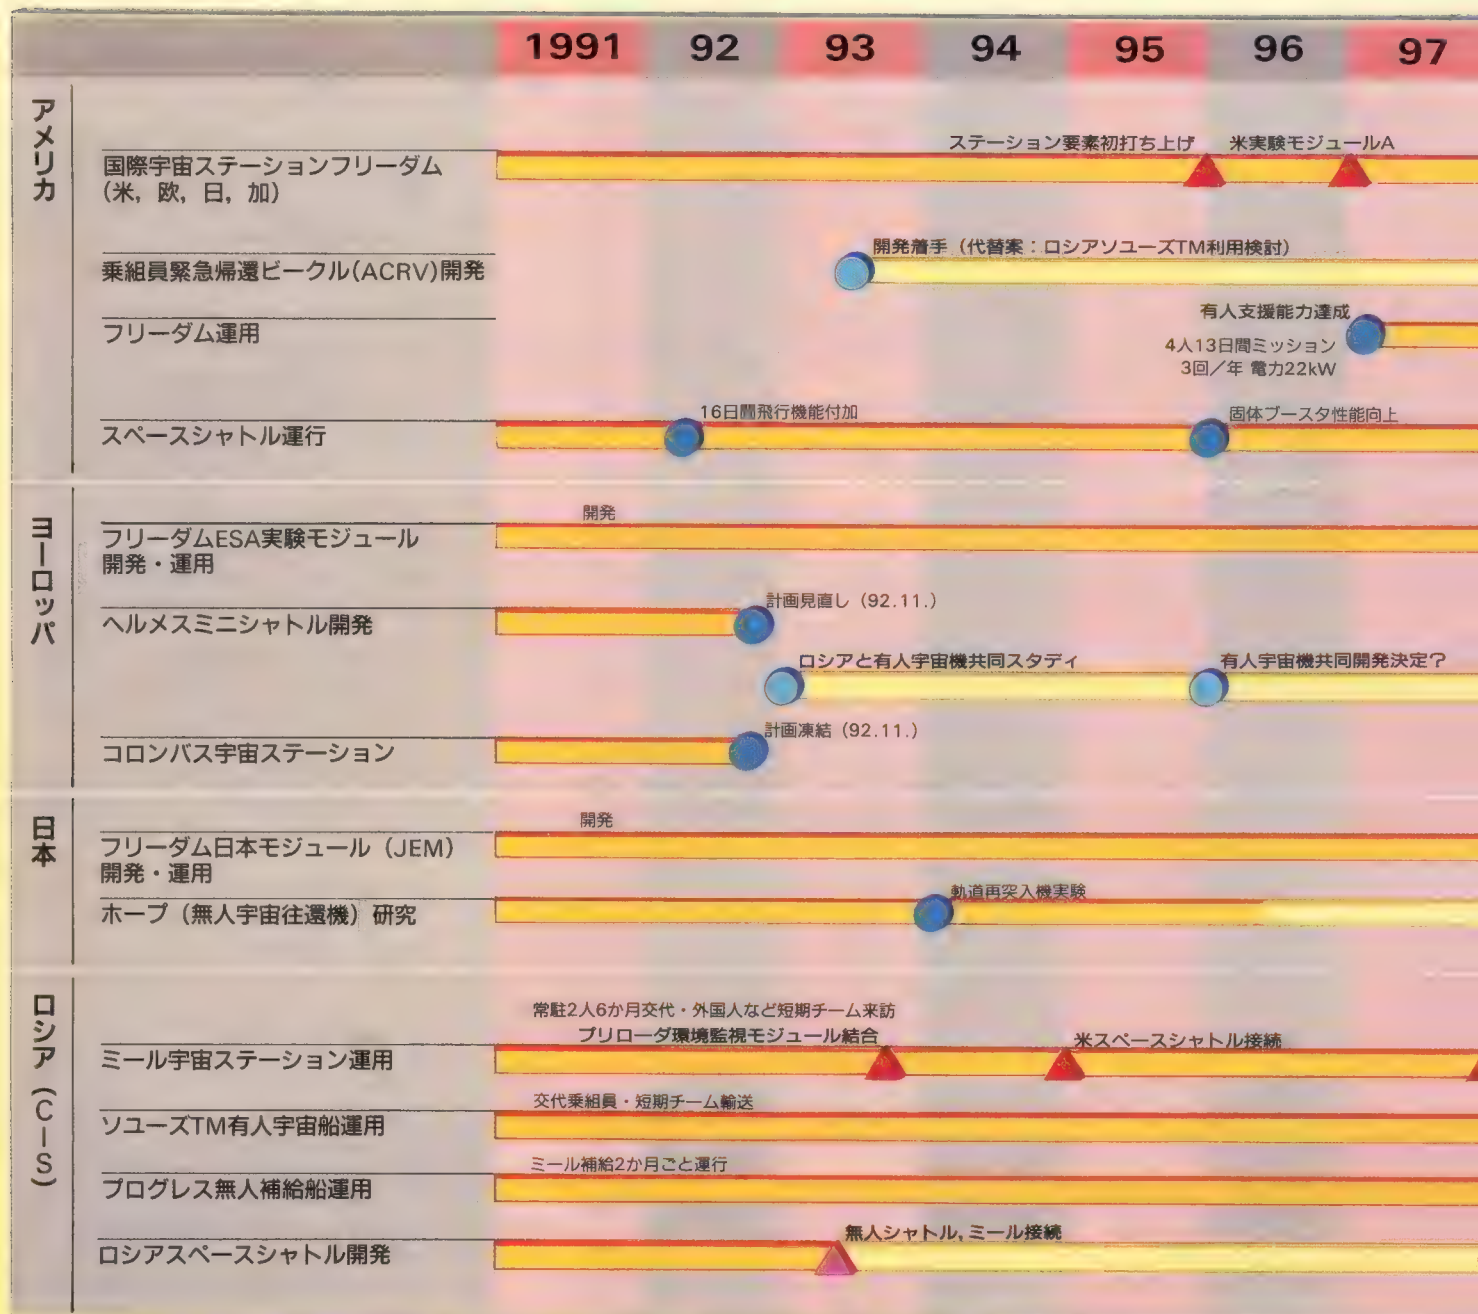 1991 92 93 94 95 96 97
アメリカ
ステーション要素初打ち上げ 米実験モジュールA
国際宇宙ステーションフリーダム
(米, 欧, 日, 加)
開発着手 (代替案:ロシアソユーズTM利用検討)
乗組員緊急帰還ビークル(ACRV)開発
有人支援能力達成
フリーダム運用
4人13日間ミッション
3回/年 電力22kW
16日間飛行機能付加 固体ブースタ性能向上
スペースシャトル運行
ヨーロッパ
開発
フリーダムESA実験モジュール
開発・運用
計画見直し (92.11.)
ヘルメスミニシャトル開発
ロシアと有人宇宙機共同スタディ 有人宇宙機共同開発決定?
計画凍結 (92.11.)
コロンバス宇宙ステーション
日本
開発
フリーダム日本モジュール (JEM)
開発・運用
軌道再突入機実験
ホープ (無人宇宙往還機) 研究
ロシア(CIS)
常駐2人6か月交代・外国人など短期チーム来訪
プリローダ環境監視モジュール結合 米スペースシャトル接続
ミール宇宙ステーション運用
交代乗組員・短期チーム輸送
ソユーズTM有人宇宙船運用
ミール補給2か月ごと運行
プログレス無人補給船運用
無人シャトル, ミール接続
ロシアスペースシャトル開発